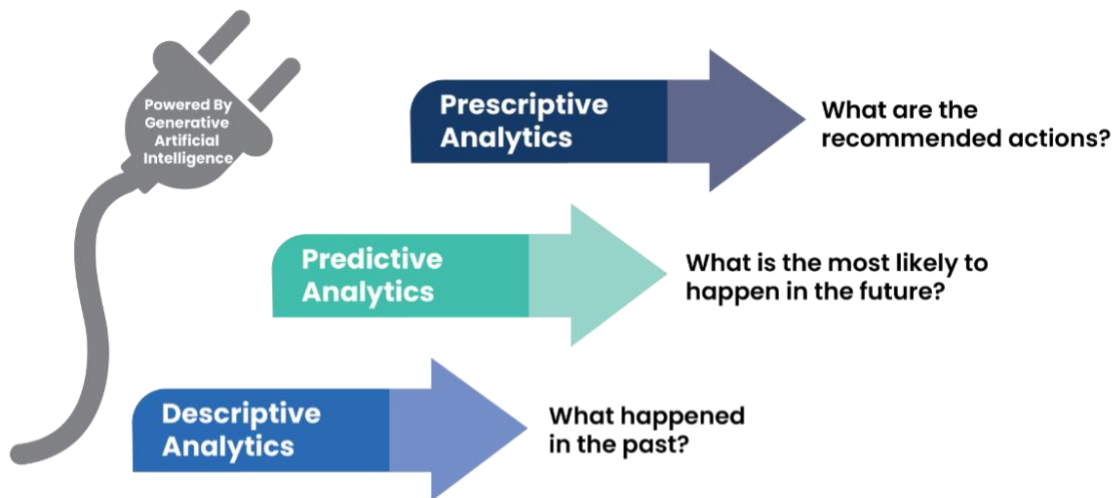 Powered By
Generative
Artificial
Intelligence
Prescriptive
Analytics
What are the
recommended actions?
Predictive
Analytics
What is the most likely to
happen in the future?
Descriptive
Analytics
What happened
in the past?